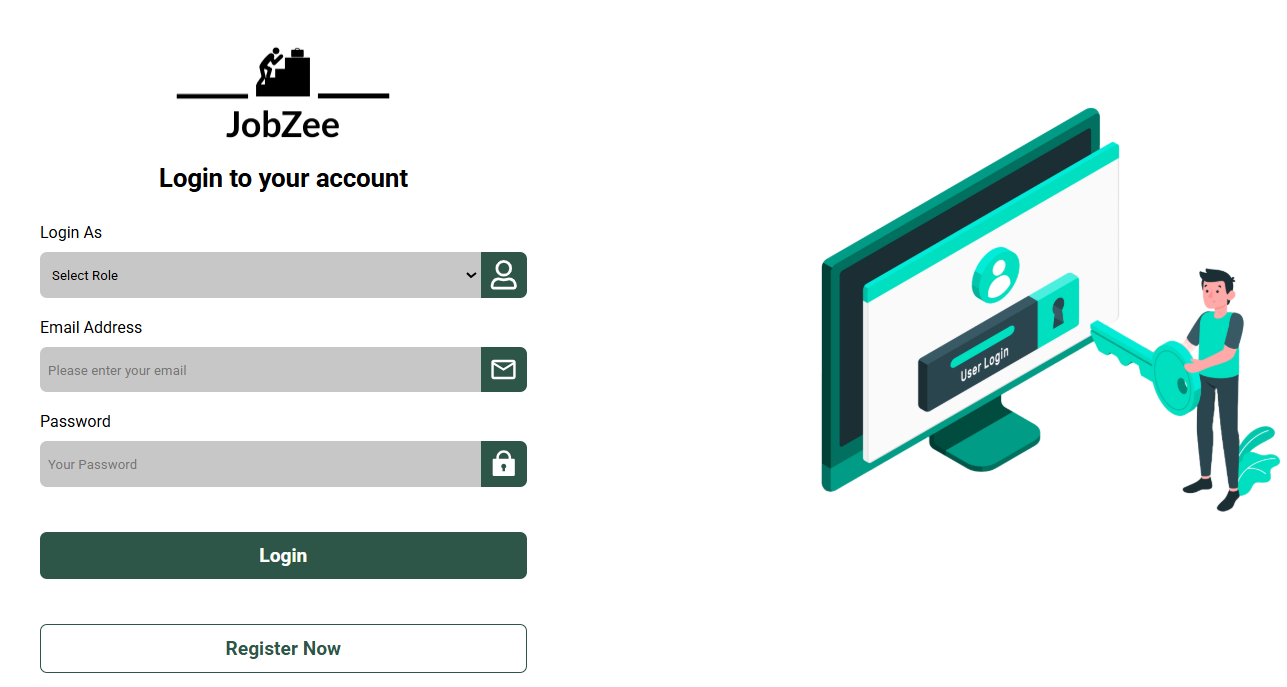 JobZee
Login to your account
Login As
Select Role
Email Address
Please enter your email
Password
Your Password
Login
Register Now
User Login